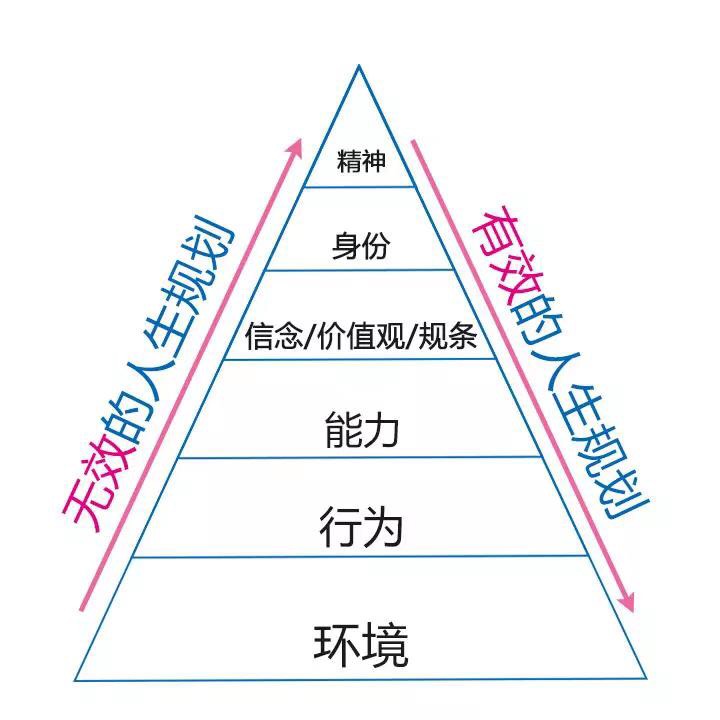 精神
身份
信念/价值观/规条
能力
行为
环境
无效的人生规划
有效的人生规划